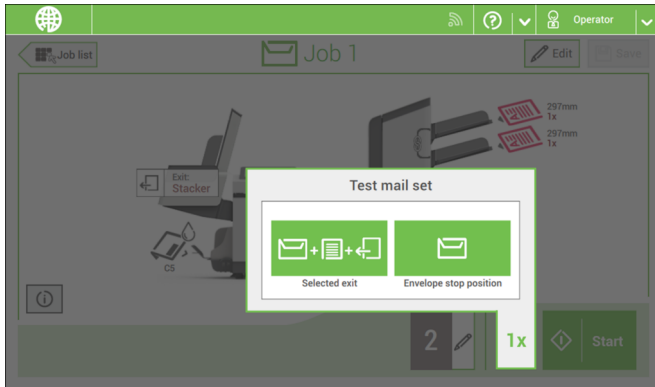 Operator
Job list
Job 1
Edit
Save
297mm
1x
297mm
1x
Exit:
Stacker
C5
Test mail set
Selected exit
Envelope stop position
2
1x
Start